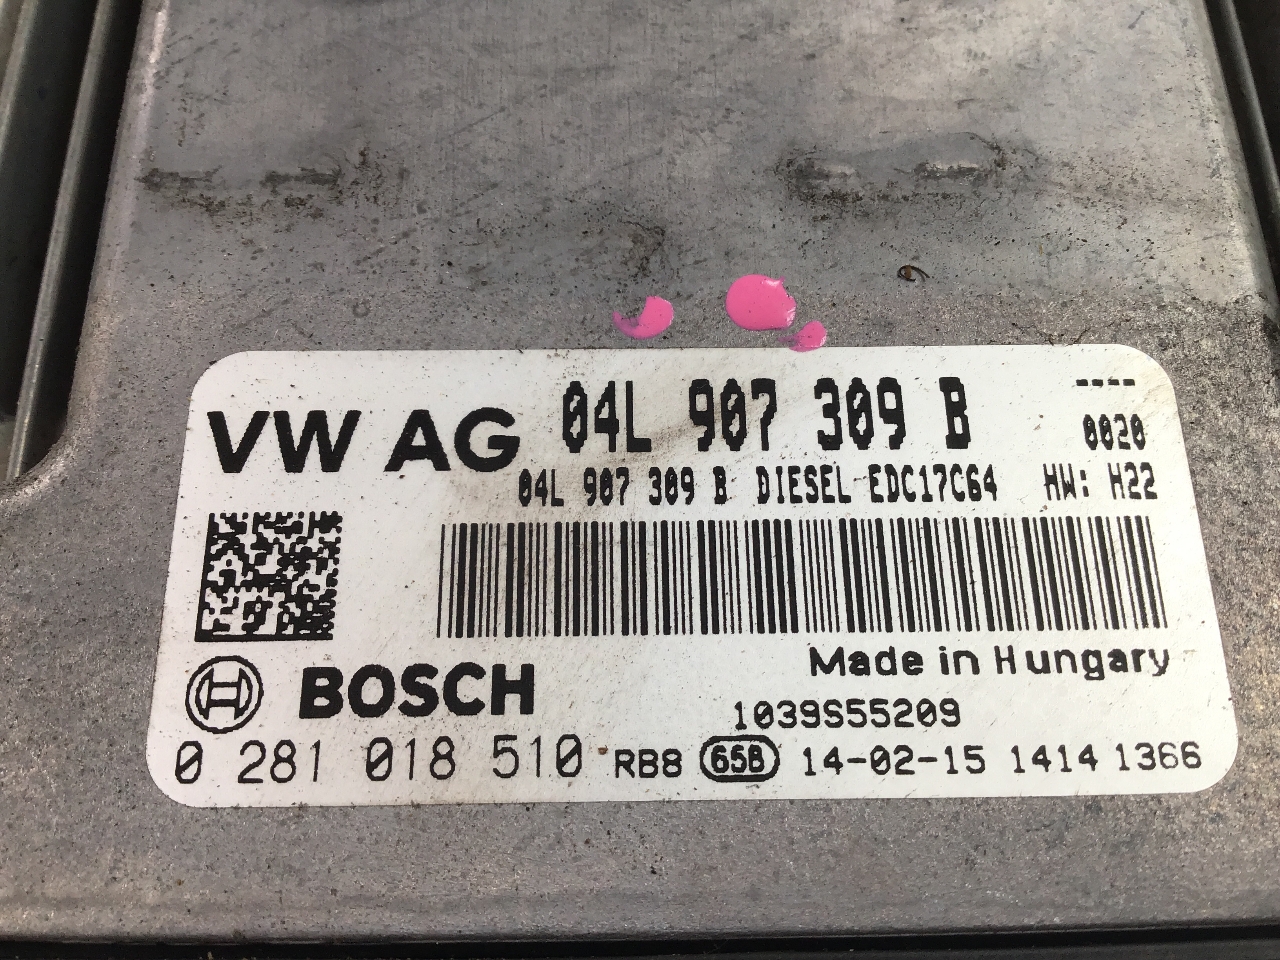 VW AG 04L 907 309 B ----
0020
04L 907 309 B DIESEL EDC17C64 HW: H22
BOSCH Made in Hungary
1039S55209
0 281 018 510 RB8 65B 14-02-15 1414 1366